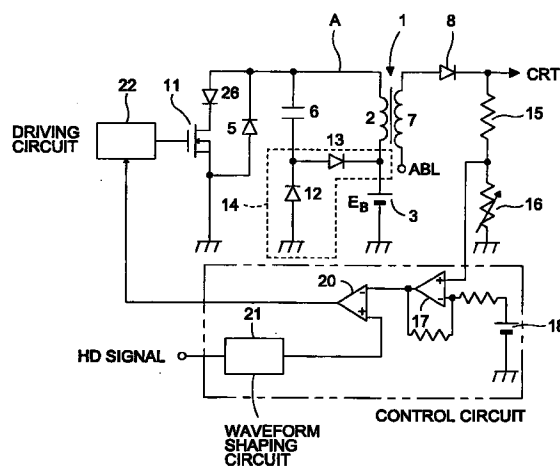 A
1
8
CRT
22
11
26
5
6
2
7
15
DRIVING
CIRCUIT
13
ABL
14
12
E_B
3
16
20
17
18
21
HD SIGNAL
WAVEFORM
SHAPING
CIRCUIT
CONTROL CIRCUIT